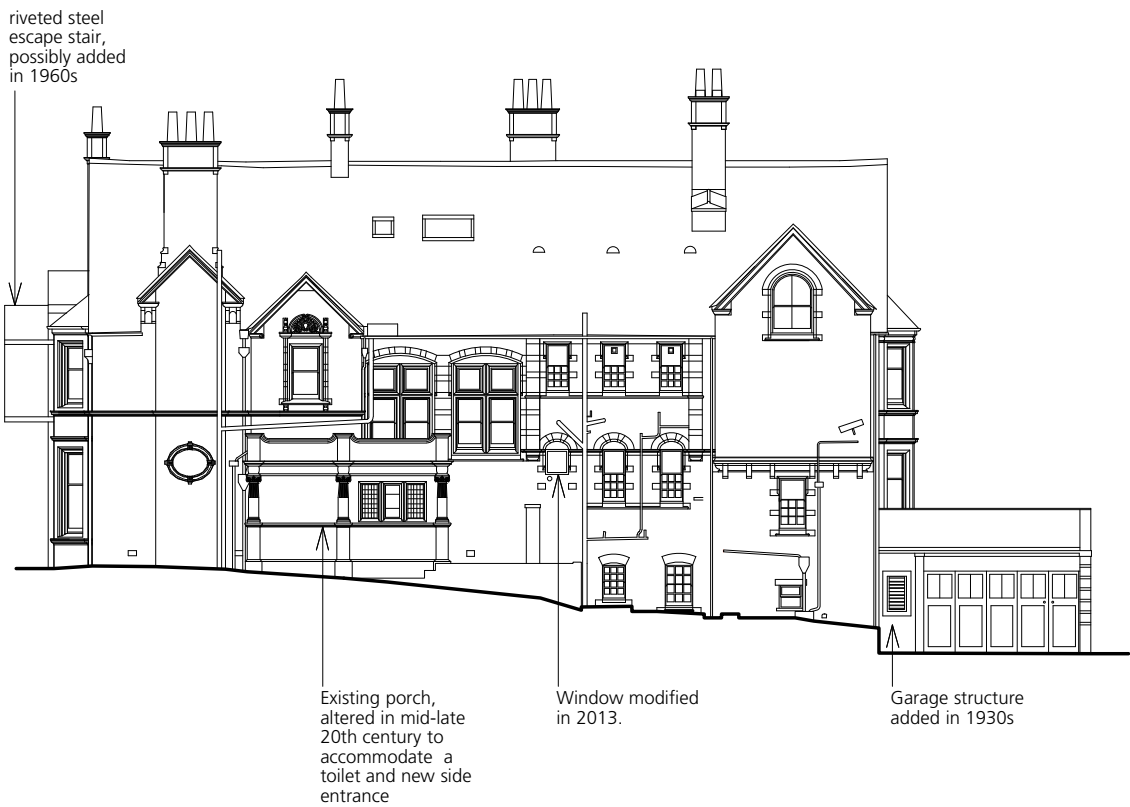 riveted steel
escape stair,
possibly added
in 1960s
Existing porch,
altered in mid-late
20th century to
accommodate  a
toilet and new side
entrance
Window modified
in 2013.
Garage structure
added in 1930s